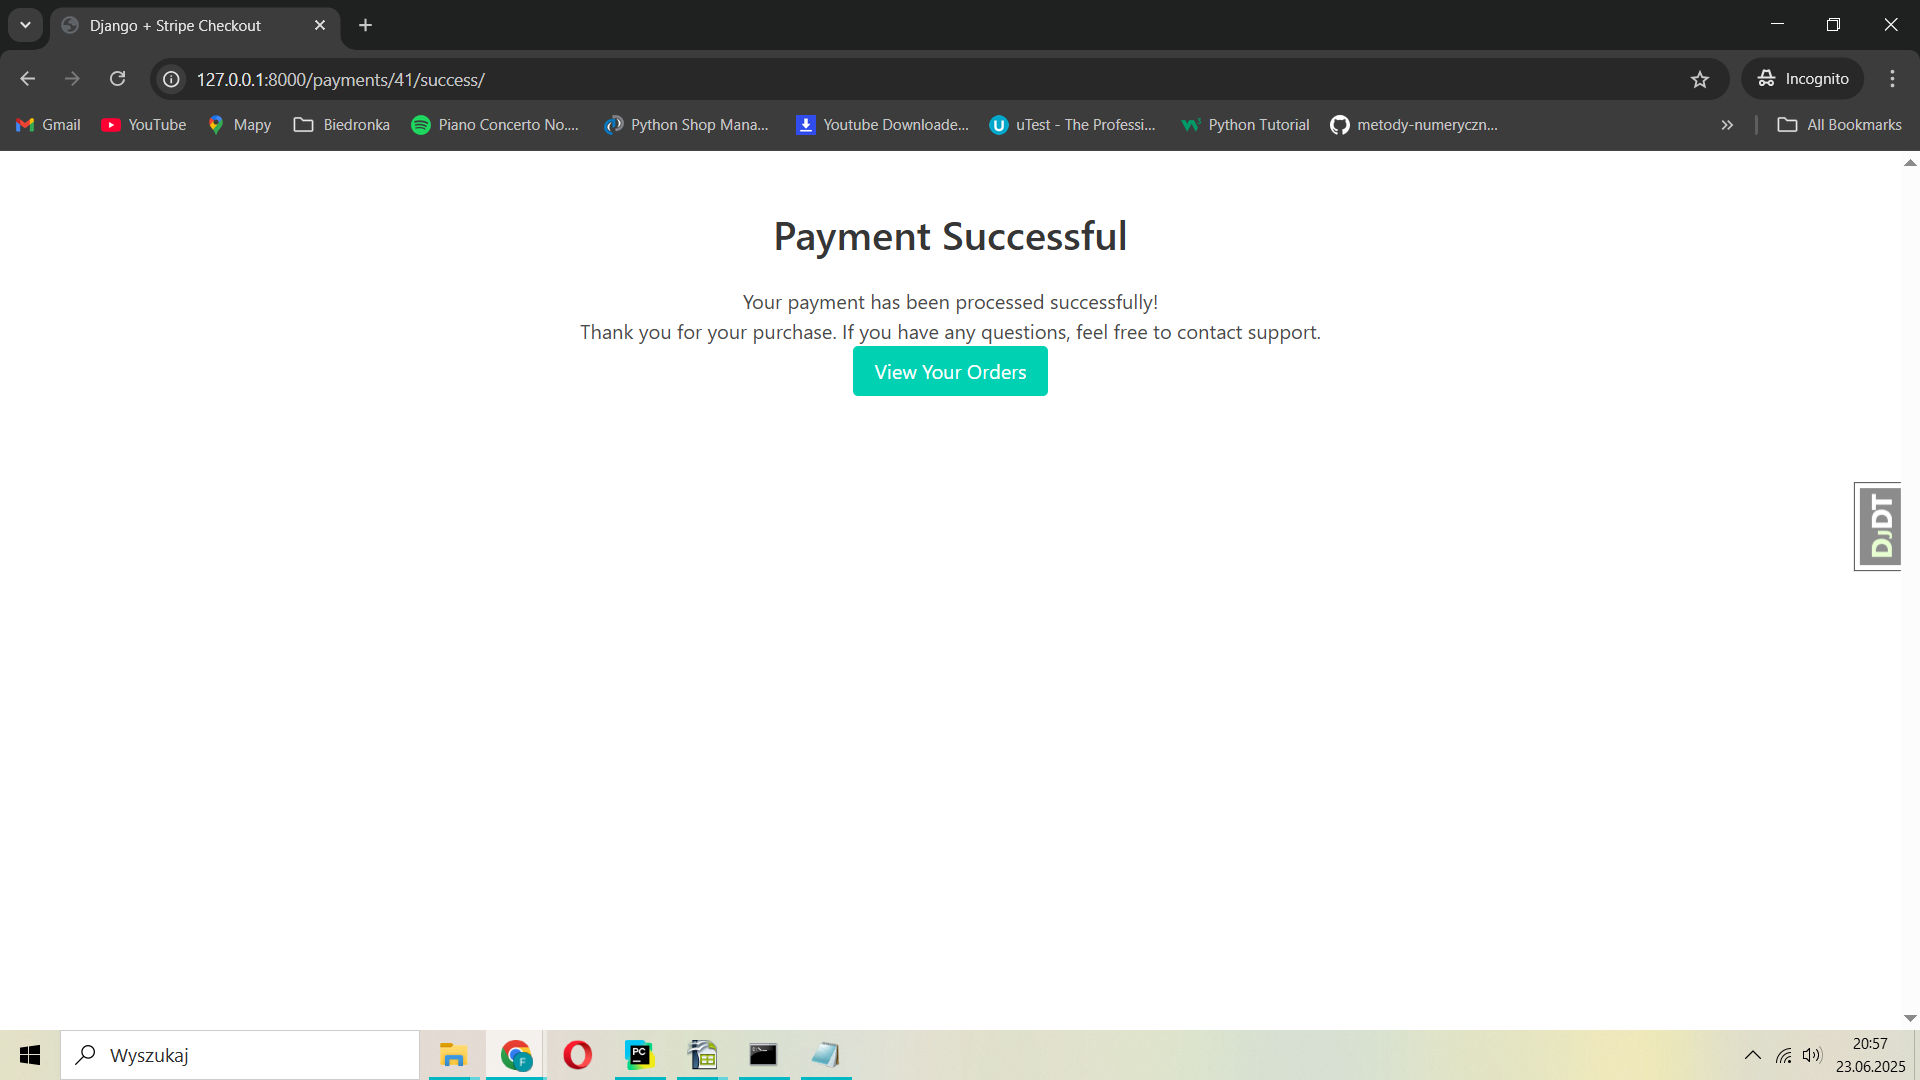 Django + Stripe Checkout
127.0.0.1:8000/payments/41/success/
Incognito
Gmail
YouTube
Mapy
Biedronka
Piano Concerto No....
Python Shop Mana...
Youtube Downloade...
uTest - The Professi...
Python Tutorial
metody-numeryczn...
All Bookmarks
Payment Successful
Your payment has been processed successfully!
Thank you for your purchase. If you have any questions, feel free to contact support.
View Your Orders
DJDT
Wyszukaj
F
PC
20:57
23.06.2025